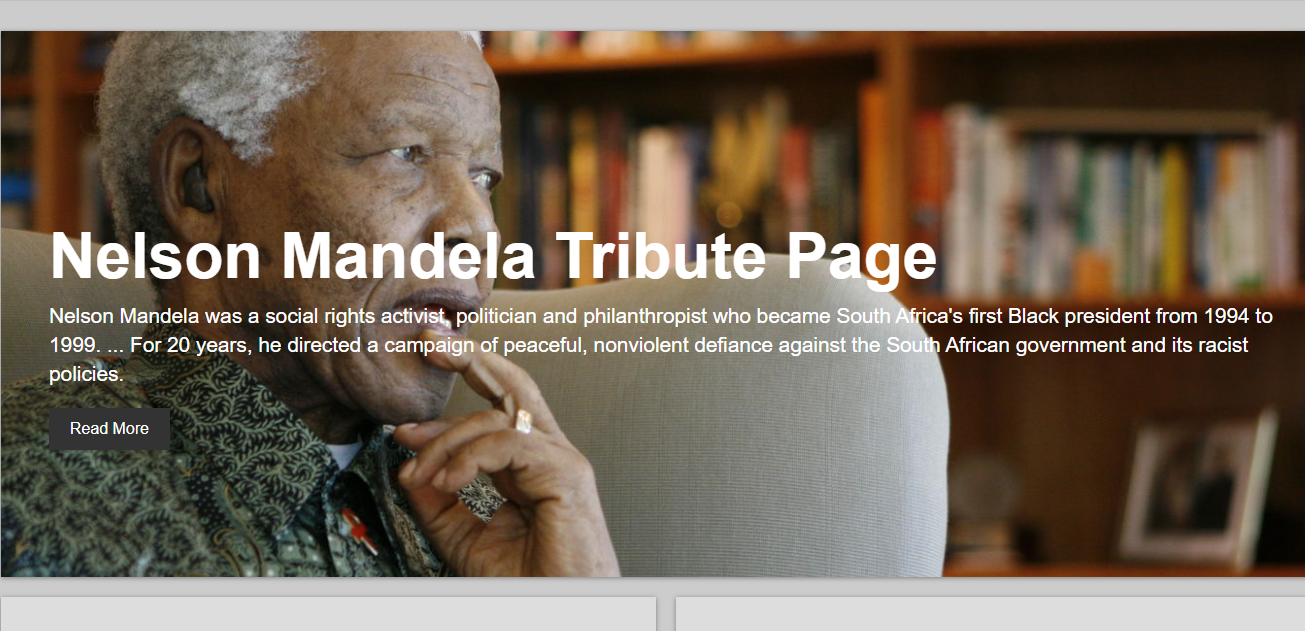 Nelson Mandela Tribute Page
Nelson Mandela was a social rights activist, politician and philanthropist who became South Africa's first Black president from 1994 to
1999. ... For 20 years, he directed a campaign of peaceful, nonviolent defiance against the South African government and its racist
policies.
Read More